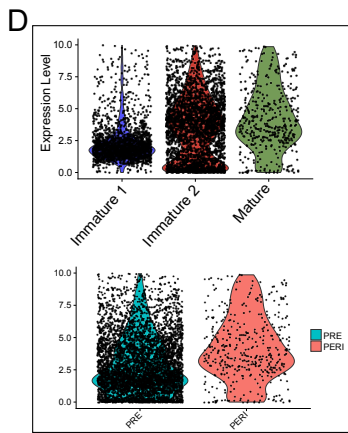 D
Expression Level
10.0
7.5
5.0
2.5
0.0
Immature 1
Immature 2
Mature
10.0
7.5
5.0
2.5
0.0
PRE
PERI
PRE
PERI